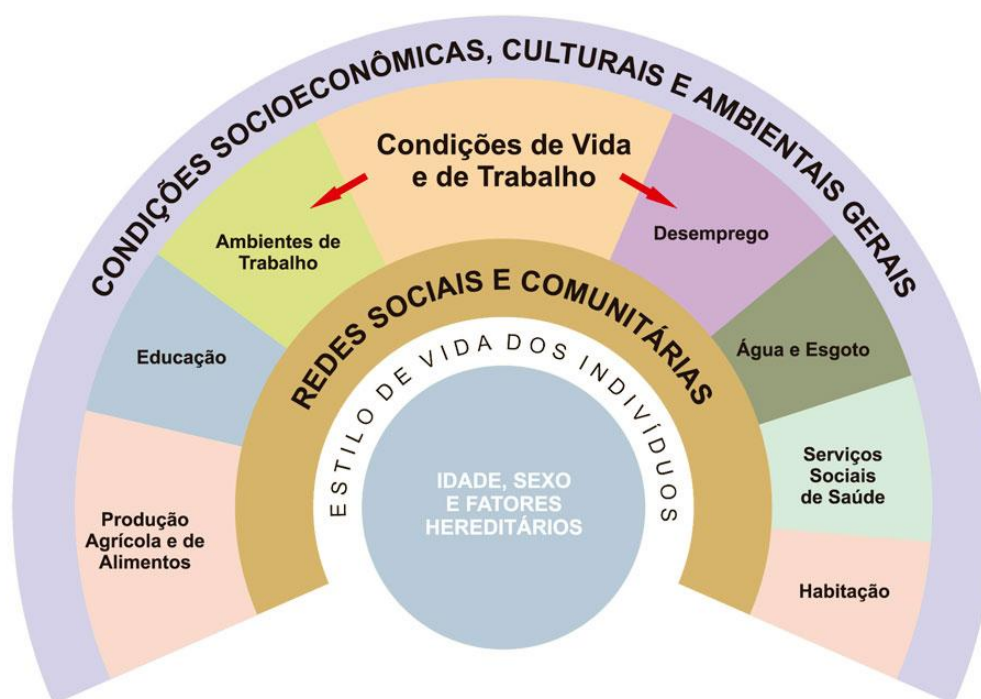 CONDIÇÕES SOCIOECONÔMICAS, CULTURAIS E AMBIENTAIS GERAIS
Condições de Vida
e de Trabalho
Ambientes de
Trabalho
Desemprego
Educação
Água e Esgoto
Produção
Agrícola e de
Alimentos
Serviços
Sociais
de Saúde
Habitação
REDES SOCIAIS E COMUNITÁRIAS
ESTILO DE VIDA DOS INDIVÍDUOS
IDADE, SEXO
E FATORES
HEREDITÁRIOS